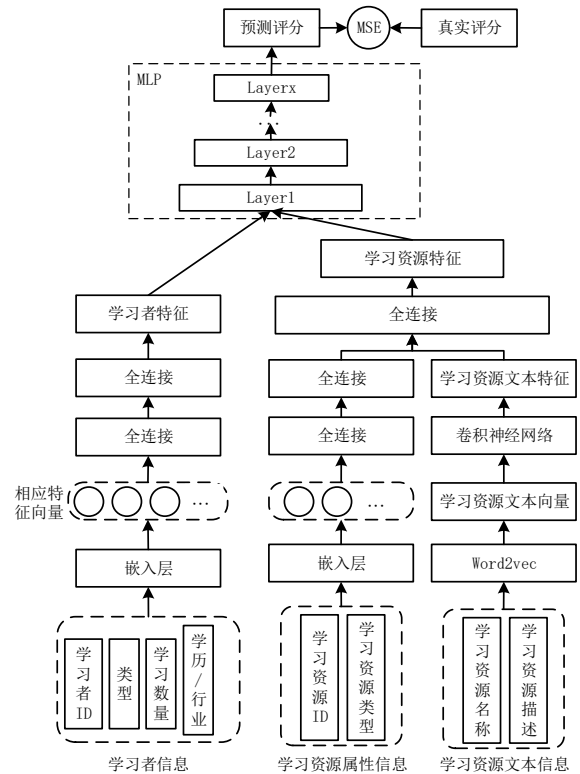 预测评分
MSE
真实评分
MLP
Layerx
...
Layer2
Layer1
学习资源特征
学习者特征
全连接
全连接
全连接
学习资源文本特征
全连接
全连接
卷积神经网络
相应特
征向量
...
...
学习资源文本向量
嵌入层
嵌入层
Word2vec
学习者ID
类型
学习数量
学历/行业
学习资源ID
学习资源类型
学习资源名称
学习资源描述
学习者信息
学习资源属性信息
学习资源文本信息